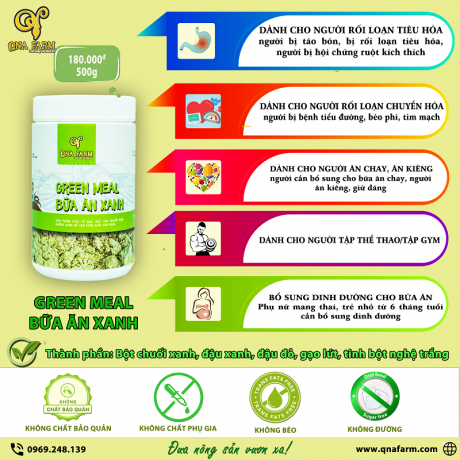 QNA FARM
180.000đ
500g
QNA FARM
GREEN MEAL
BỮA ĂN XANH
GREEN MEAL
BỮA ĂN XANH
DÀNH CHO NGƯỜI RỐI LOẠN TIÊU HÓA
người bị táo bón, bị rối loạn tiêu hóa,
người bị hội chứng ruột kích thích
DÀNH CHO NGƯỜI RỐI LOẠN CHUYỂN HÓA
người bị bệnh tiểu đường, béo phì, tim mạch
DÀNH CHO NGƯỜI ĂN CHAY, ĂN KIÊNG
người cần bổ sung cho bữa ăn chay, người
ăn kiêng, giữ dáng
DÀNH CHO NGƯỜI TẬP THỂ THAO/TẬP GYM
BỔ SUNG DINH DƯỠNG CHO BỮA ĂN
Phụ nữ mang thai, trẻ nhỏ từ 6 tháng tuổi
cần bổ sung dinh dưỡng
Thành phần: Bột chuối xanh, đậu xanh, đậu đỏ, gạo lứt, tinh bột nghệ trắng
KHÔNG
CHẤT BẢO QUẢN
TRANS FATS FREE
TRANS FATS FREE
Diet food
Sugar free
KHÔNG CHẤT BẢO QUẢN
KHÔNG CHẤT PHỤ GIA
KHÔNG BÉO
KHÔNG ĐƯỜNG
0969.248.139
Đưa nông sản vươn xa!
www.qnafarm.com